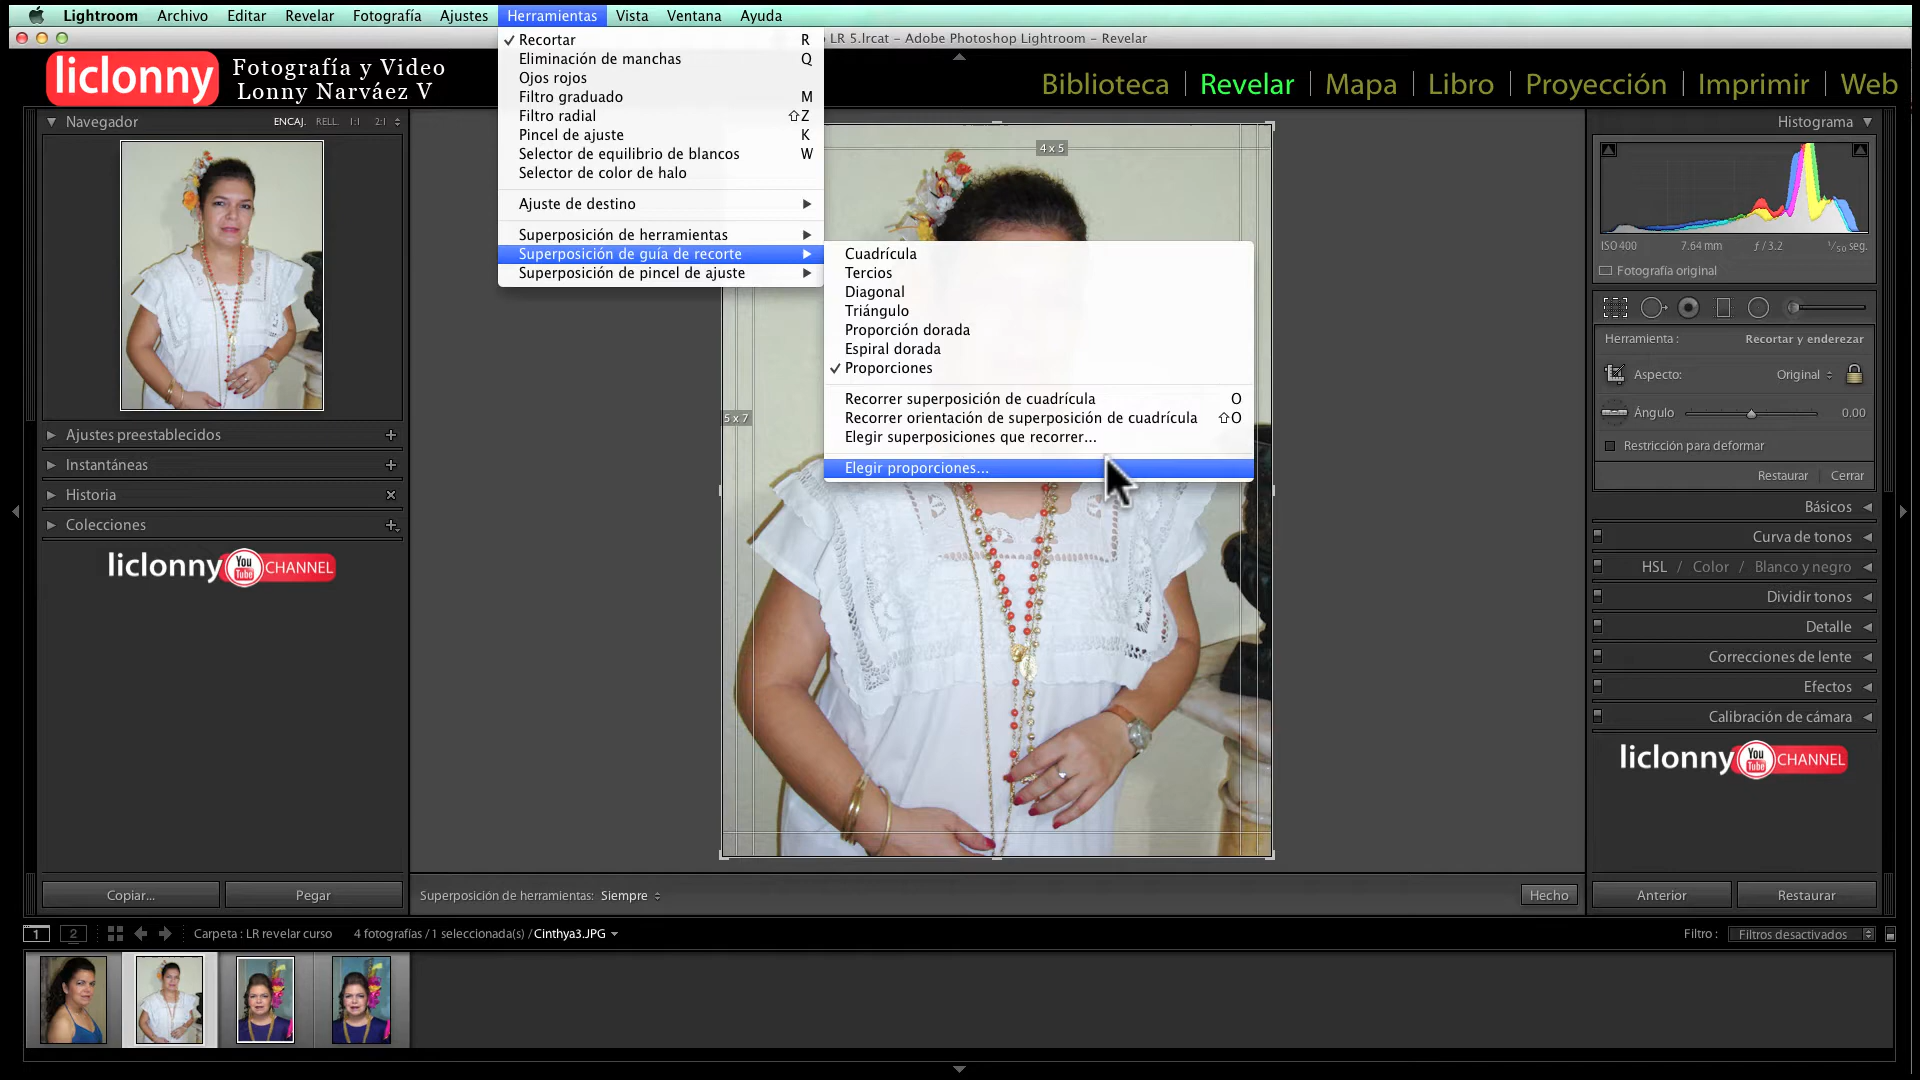 Lightroom Archivo Editar Revelar Fotografía Ajustes Herramientas Vista Ventana Ayuda
LR 5.lrcat – Adobe Photoshop Lightroom – Revelar
liclonny Fotografía y Video
Lonny Narváez V
Biblioteca | Revelar | Mapa | Libro | Proyección | Imprimir | Web
✓ Recortar R
Eliminación de manchas Q
Ojos rojos
Filtro graduado M
Filtro radial ⇧Z
Pincel de ajuste K
Selector de equilibrio de blancos W
Selector de color de halo
Ajuste de destino ▶
Superposición de herramientas ▶
Superposición de guía de recorte ▶
Superposición de pincel de ajuste ▶
Cuadrícula
Tercios
Diagonal
Triángulo
Proporción dorada
Espiral dorada
✓ Proporciones
Recorrer superposición de cuadrícula O
Recorrer orientación de superposición de cuadrícula ⇧O
Elegir superposiciones que recorrer...
Elegir proporciones...
Navegador ENCAJ. RELL. 1:1 2:1
Ajustes preestablecidos +
Instantáneas +
Historia ×
Colecciones +
liclonny You Tube CHANNEL
4 x 5
5 x 7
Histograma
ISO 400 7.64 mm ƒ / 3.2 1/50 seg.
Fotografía original
Herramienta : Recortar y enderezar
Aspecto: Original
Ángulo 0.00
Restricción para deformar
Restaurar Cerrar
Básicos
Curva de tonos
HSL / Color / Blanco y negro
Dividir tonos
Detalle
Correcciones de lente
Efectos
Calibración de cámara
liclonny You Tube CHANNEL
Copiar... Pegar
Superposición de herramientas: Siempre
Hecho
Anterior Restaurar
1 2 Carpeta : LR revelar curso 4 fotografías / 1 seleccionada(s) / Cinthya3.JPG
Filtro : Filtros desactivados